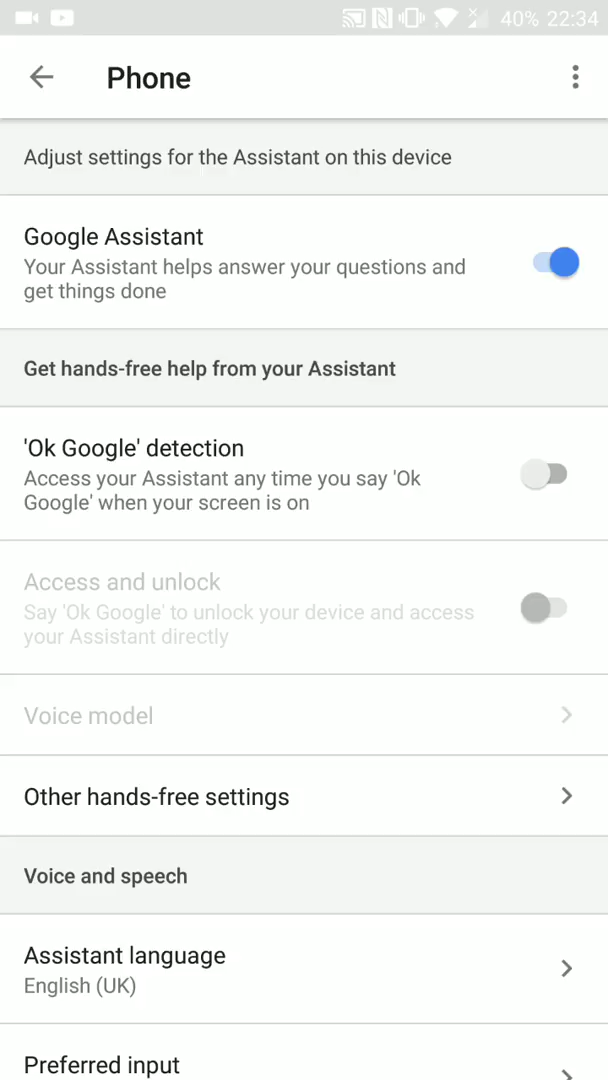 40% 22:34
Phone
Adjust settings for the Assistant on this device
Google Assistant
Your Assistant helps answer your questions and
get things done
Get hands-free help from your Assistant
'Ok Google' detection
Access your Assistant any time you say 'Ok
Google' when your screen is on
Access and unlock
Say 'Ok Google' to unlock your device and access
your Assistant directly
Voice model
Other hands-free settings
Voice and speech
Assistant language
English (UK)
Preferred input